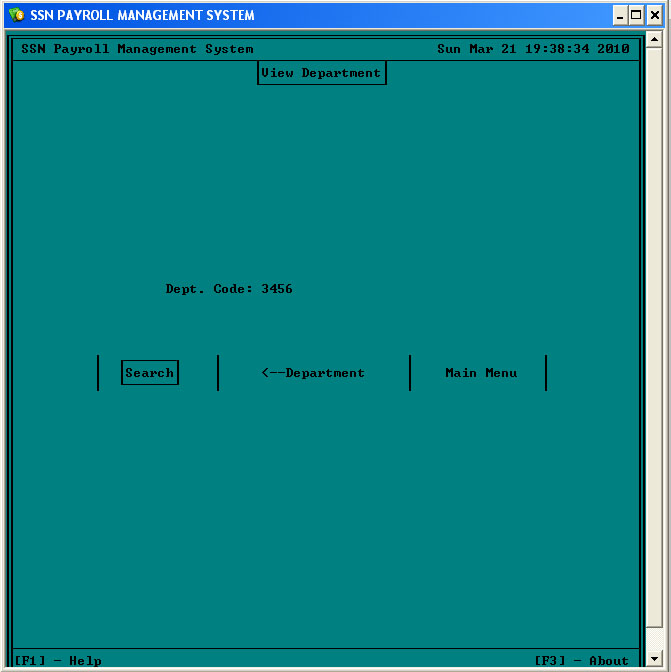 SSN PAYROLL MANAGEMENT SYSTEM
SSN Payroll Management System Sun Mar 21 19:38:34 2010
View Department
Dept. Code: 3456
Search <--Department Main Menu
[F1] - Help [F3] - About